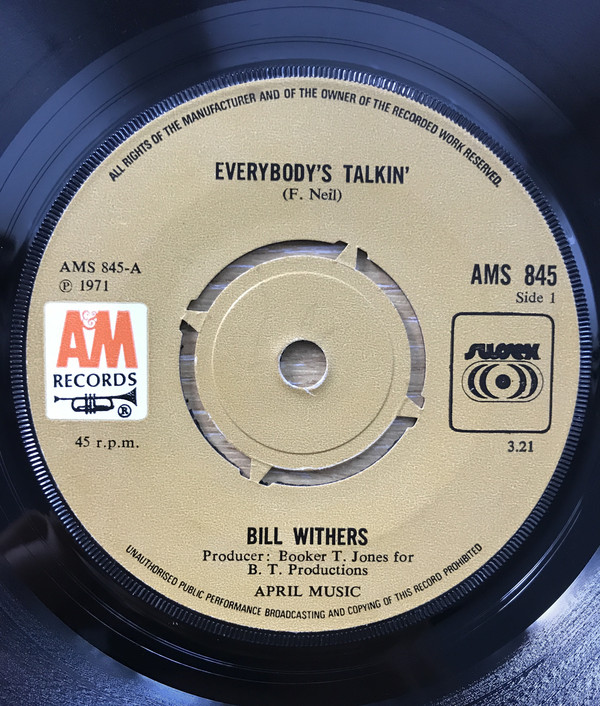 ALL RIGHTS OF THE MANUFACTURER AND OF THE OWNER OF THE RECORDED WORK RESERVED.
EVERYBODY'S TALKIN'
(F. Neil)
AMS 845-A
Ⓟ 1971
AMS 845
Side 1
A&M
RECORDS
®
SUSSEX
45 r.p.m.
3.21
BILL WITHERS
Producer: Booker T. Jones for
B. T. Productions
APRIL MUSIC
UNAUTHORISED PUBLIC PERFORMANCE BROADCASTING AND COPYING OF THIS RECORD PROHIBITED